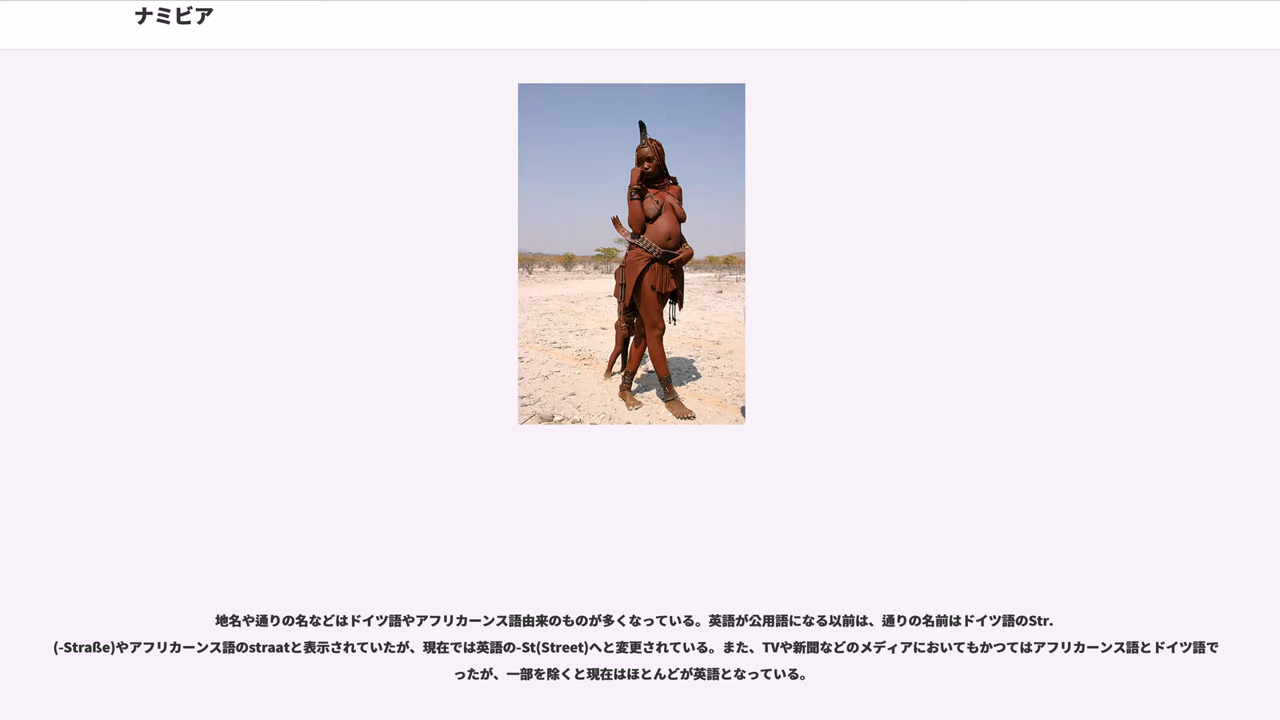 ナミビア
地名や通りの名などはドイツ語やアフリカーンス語由来のものが多くなっている。英語が公用語になる以前は、通りの名前はドイツ語のStr.
(-Straße)やアフリカーンス語のstraatと表示されていたが、現在では英語の-St(Street)へと変更されている。また、TVや新聞などのメディアにおいてもかつてはアフリカーンス語とドイツ語で
ったが、一部を除くと現在はほとんどが英語となっている。